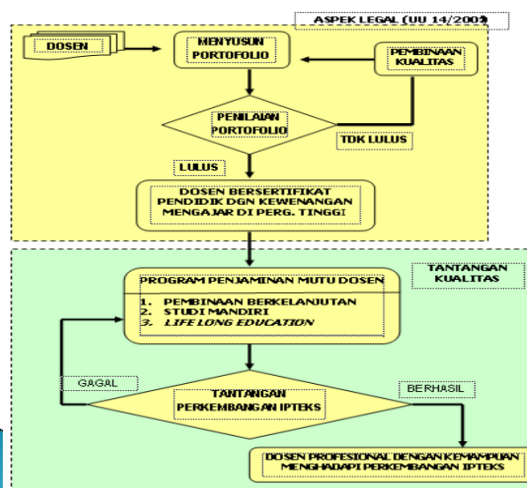 ASPEK LEGAL (UU 14/2005)
DOSEN
MENYUSUN
PORTOFOLIO
PEMBINAAN
KUALITAS
PENILAIAN
PORTOFOLIO
TDK LULUS
LULUS
DOSEN BERSERTIFIKAT
PENDIDIK DGN KEWENANGAN
MENGAJAR DI PERG. TINGGI
TANTANGAN
KUALITAS
PROGRAM PENJAMINAN MUTU DOSEN
1. PEMBINAAN BERKELANJUTAN
2. STUDI MANDIRI
3. LIFE LONG EDUCATION
GAGAL
BERHASIL
TANTANGAN
PERKEMBANGAN IPTEKS
DOSEN PROFESIONAL DENGAN KEMAMPUAN
MENGHADAPI PERKEMBANGAN IPTEKS